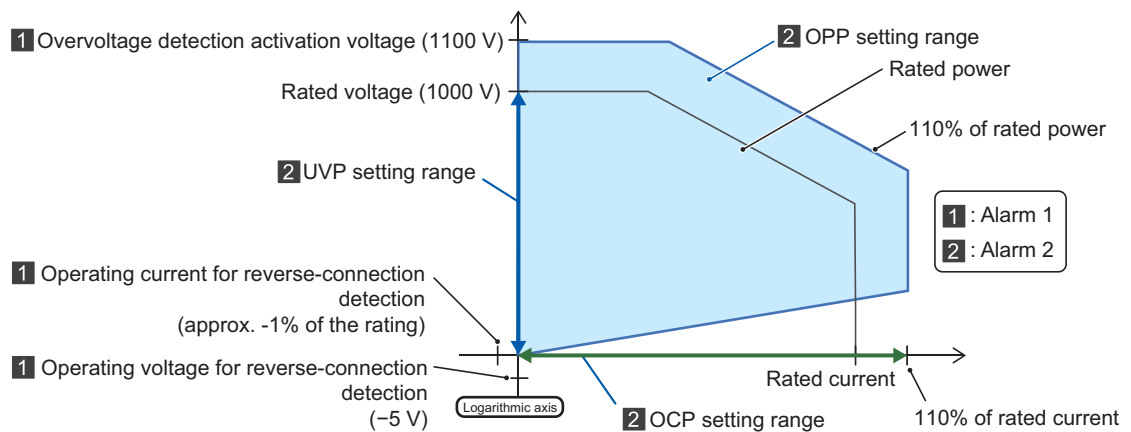 1 Overvoltage detection activation voltage (1100 V)
2 OPP setting range
Rated power
Rated voltage (1000 V)
110% of rated power
2 UVP setting range
1 : Alarm 1
2 : Alarm 2
1 Operating current for reverse-connection
detection
(approx. -1% of the rating)
1 Operating voltage for reverse-connection
detection
(−5 V)
Logarithmic axis
Rated current
2 OCP setting range
110% of rated current